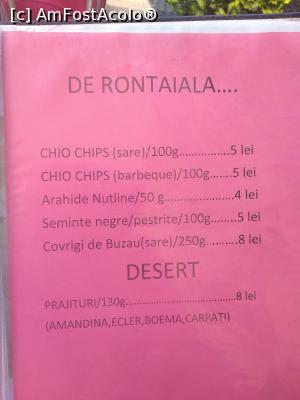 [c] AmFostAcolo®
DE RONTAIALA....
CHIO CHIPS (sare)/100g................5 lei
CHIO CHIPS (barbeque)/100g.......5 lei
Arahide Nutline/50 g......................4 lei
Seminte negre/pestrite/100g........5 lei
Covrigi de Buzau(sare)/250g..........8 lei
DESERT
PRAJITURI/130g.......................................8 lei
(AMANDINA,ECLER,BOEMA,CARPATI)